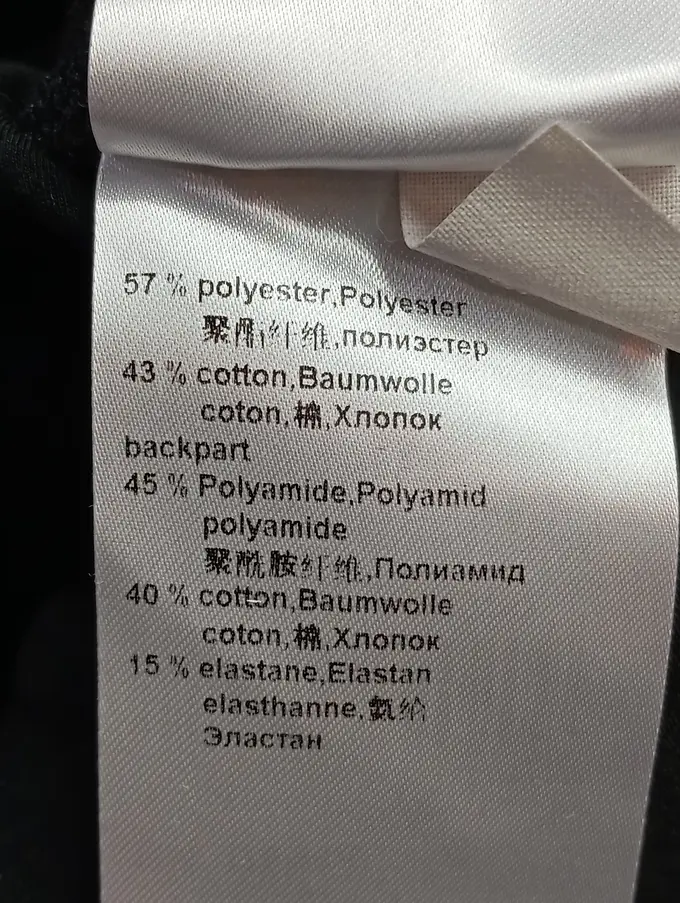 57 % polyester,Polyester
聚酯纤维,полиэстер
43 % cotton,Baumwolle
coton,棉,Хлопок
backpart
45 % Polyamide,Polyamid
polyamide
聚酰胺纤维,Полиамид
40 % cotton,Baumwolle
coton,棉,Хлопок
15 % elastane,Elastan
elasthanne,氨纶
Эластан